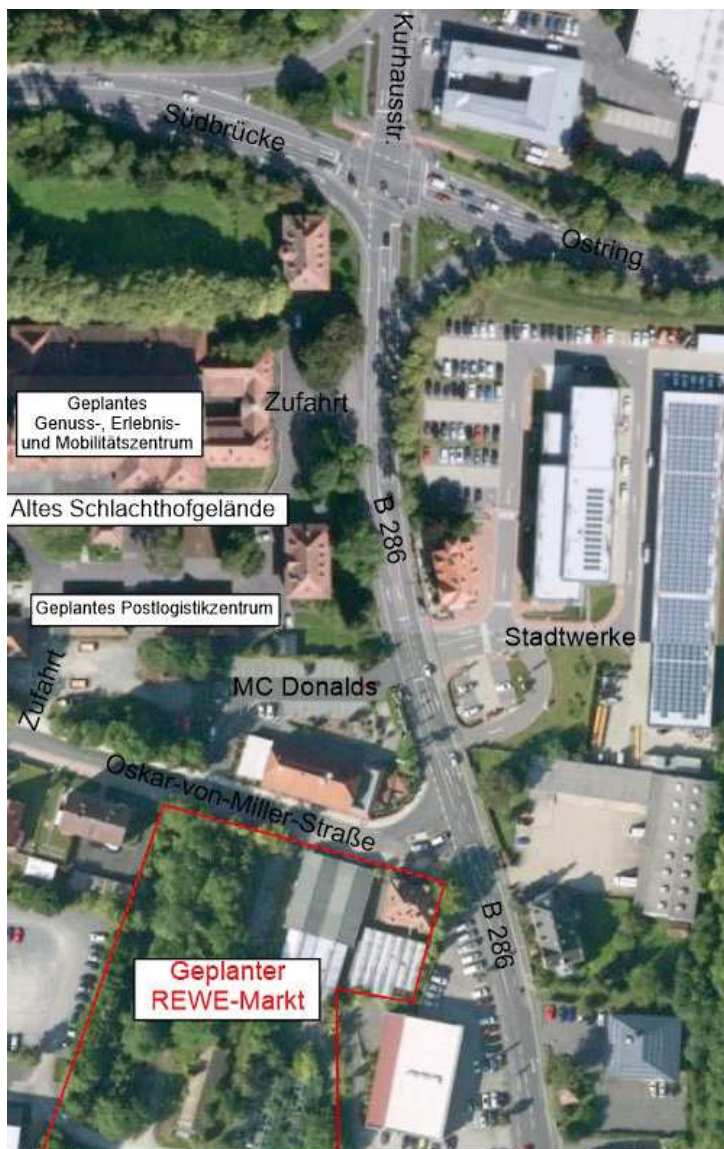 Kurhausstr.
Südbrücke
Ostring
Zufahrt
Geplantes
Genuss-, Erlebnis-
und Mobilitätszentrum
B 286
Altes Schlachthofgelände
Geplantes Postlogistikzentrum
Stadtwerke
Zufahrt
MC Donalds
Oskar-von-Miller-Straße
B 286
Geplanter
REWE-Markt